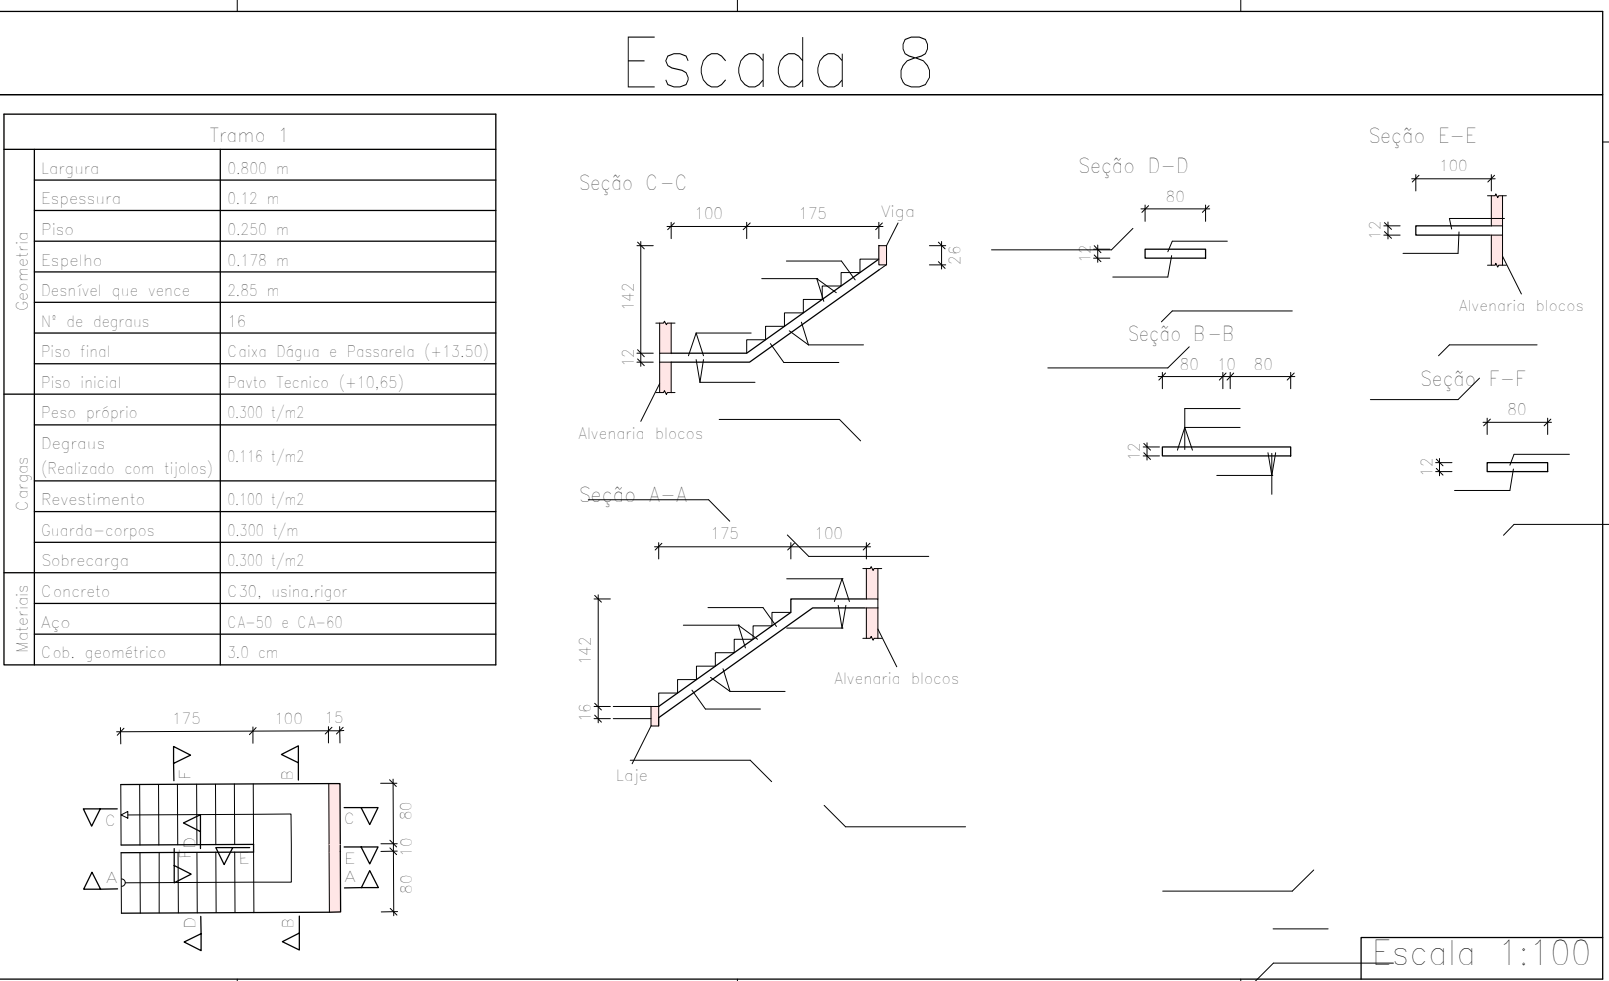 Escada 8
Tramo 1
Geometria
Largura 0.800 m
Espessura 0.12 m
Piso 0.250 m
Espelho 0.178 m
Desnível que vence 2.85 m
N° de degraus 16
Piso final Caixa Dágua e Passarela (+13.50)
Piso inicial Pavto Tecnico (+10,65)
Cargas
Peso próprio 0.300 t/m2
Degraus
(Realizado com tijolos) 0.116 t/m2
Revestimento 0.100 t/m2
Guarda-corpos 0.300 t/m
Sobrecarga 0.300 t/m2
Materiais
Concreto C30, usina.rigor
Aço CA-50 e CA-60
Cob. geométrico 3.0 cm
175 100 15
F B
C C
80
D
10
F E E
A A
80
D B
Seção C-C
100 175 Viga
26
142
12
Alvenaria blocos
Seção A-A
175 100
142
16
Alvenaria blocos
Laje
Seção D-D
80
12
Seção B-B
80 10 80
12
Seção E-E
100
12
Alvenaria blocos
Seção F-F
80
12
Escala 1:100